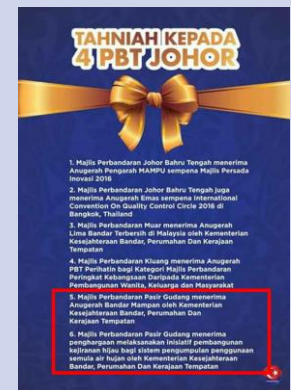 TAHNIAH KEPADA
4 PBT JOHOR
1. Majlis Perbandaran Johor Bahru Tengah menerima
Anugerah Pengarah MAMPU sempena Majlis Persada
Inovasi 2016
2. Majlis Perbandaran Johor Bahru Tengah juga
menerima Anugerah Emas sempena International
Convention On Quality Control Circle 2016 di
Bangkok, Thailand
3. Majlis Perbandaran Muar menerima Anugerah
Lima Bandar Terbersih di Malaysia oleh Kementerian
Kesejahteraan Bandar, Perumahan Dan Kerajaan
Tempatan
4. Majlis Perbandaran Kluang menerima Anugerah
PBT Perihatin bagi Kategori Majlis Perbandaran
Peringkat Kebangsaan Daripada Kementerian
Pembangunan Wanita, Keluarga dan Masyarakat
5. Majlis Perbandaran Pasir Gudang menerima
Anugerah Bandar Mampan oleh Kementerian
Kesejahteraan Bandar, Perumahan Dan
Kerajaan Tempatan
6. Majlis Perbandaran Pasir Gudang menerima
penghargaan melaksanakan inisiatif pembangunan
kejiranan hijau bagi sistem pengumpulan penggunaan
semula air hujan oleh Kementerian Kesejahteraan
Bandar, Perumahan Dan Kerajaan Tempatan